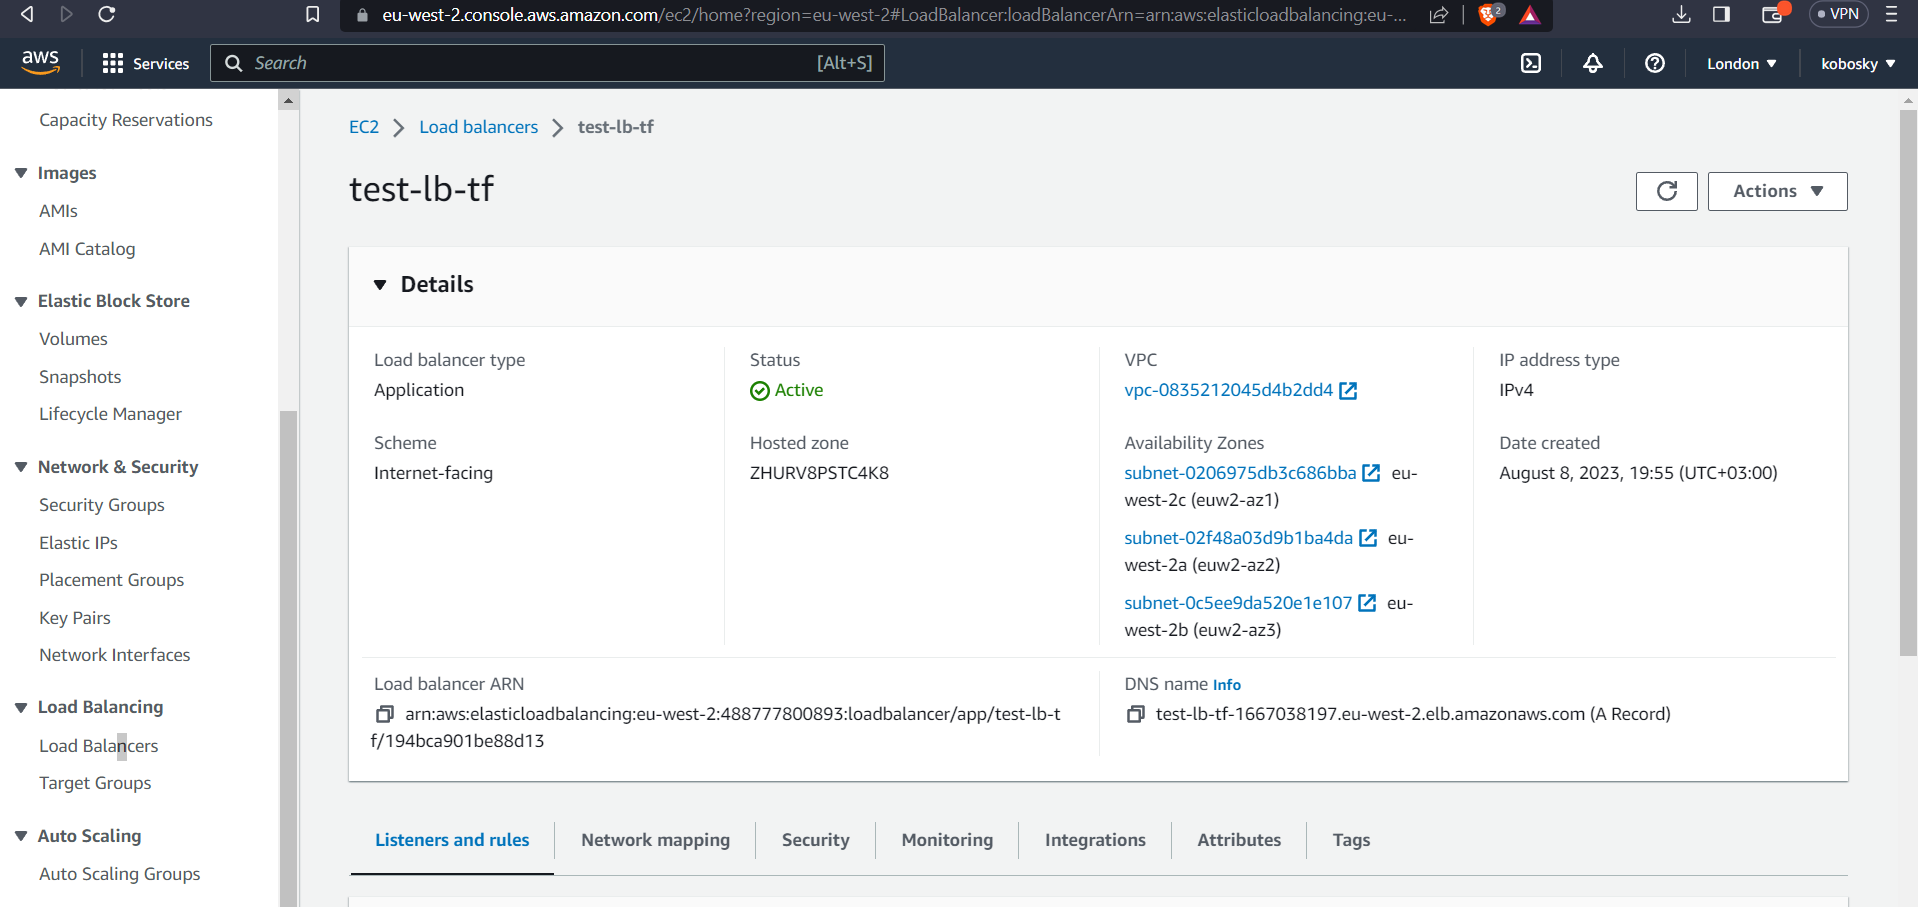 eu-west-2.console.aws.amazon.com/ec2/home?region=eu-west-2#LoadBalancer:loadBalancerArn=arn:aws:elasticloadbalancing:eu-...
2
VPN
aws
Services
Search
[Alt+S]
London
kobosky
Capacity Reservations
Images
AMIs
AMI Catalog
Elastic Block Store
Volumes
Snapshots
Lifecycle Manager
Network & Security
Security Groups
Elastic IPs
Placement Groups
Key Pairs
Network Interfaces
Load Balancing
Load Balancers
Target Groups
Auto Scaling
Auto Scaling Groups
EC2 > Load balancers > test-lb-tf
test-lb-tf
Actions
Details
Load balancer type
Application
Status
Active
VPC
vpc-0835212045d4b2dd4
IP address type
IPv4
Scheme
Internet-facing
Hosted zone
ZHURV8PSTC4K8
Availability Zones
subnet-0206975db3c686bba eu-
west-2c (euw2-az1)
subnet-02f48a03d9b1ba4da eu-
west-2a (euw2-az2)
subnet-0c5ee9da520e1e107 eu-
west-2b (euw2-az3)
Date created
August 8, 2023, 19:55 (UTC+03:00)
Load balancer ARN
arn:aws:elasticloadbalancing:eu-west-2:488777800893:loadbalancer/app/test-lb-t
f/194bca901be88d13
DNS name Info
test-lb-tf-1667038197.eu-west-2.elb.amazonaws.com (A Record)
Listeners and rules
Network mapping
Security
Monitoring
Integrations
Attributes
Tags